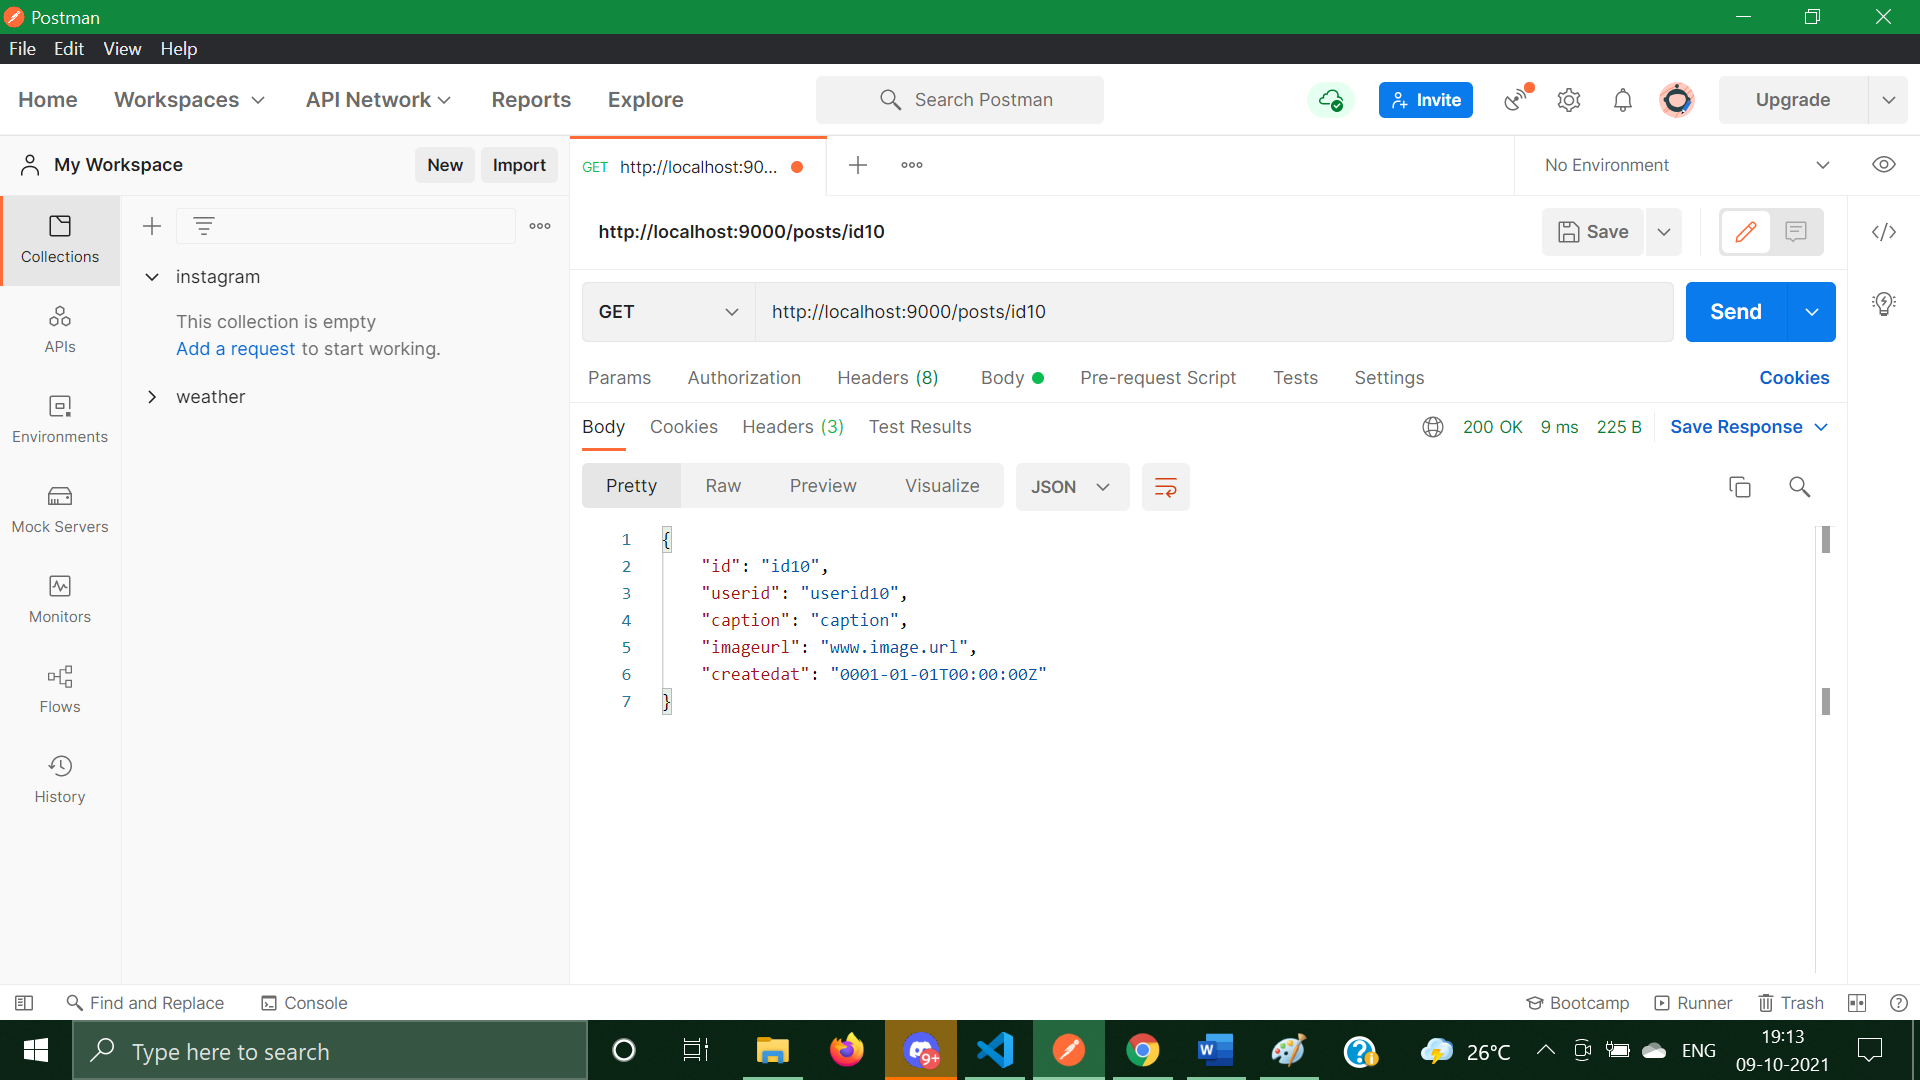 Postman
File Edit View Help
Home Workspaces API Network Reports Explore Search Postman Invite Upgrade
My Workspace New Import GET http://localhost:90... No Environment
http://localhost:9000/posts/id10 Save
Collections
instagram
This collection is empty
Add a request to start working.
weather
GET http://localhost:9000/posts/id10 Send
APIs
Params Authorization Headers (8) Body Pre-request Script Tests Settings Cookies
Environments
Body Cookies Headers (3) Test Results 200 OK 9 ms 225 B Save Response
Mock Servers
Pretty Raw Preview Visualize JSON
1 {
2 "id": "id10",
3 "userid": "userid10",
4 "caption": "caption",
5 "imageurl": "www.image.url",
6 "createdat": "0001-01-01T00:00:00Z"
7 }
Monitors
Flows
History
Find and Replace Console Bootcamp Runner Trash
Type here to search 9+ 26°C ENG 19:13
09-10-2021